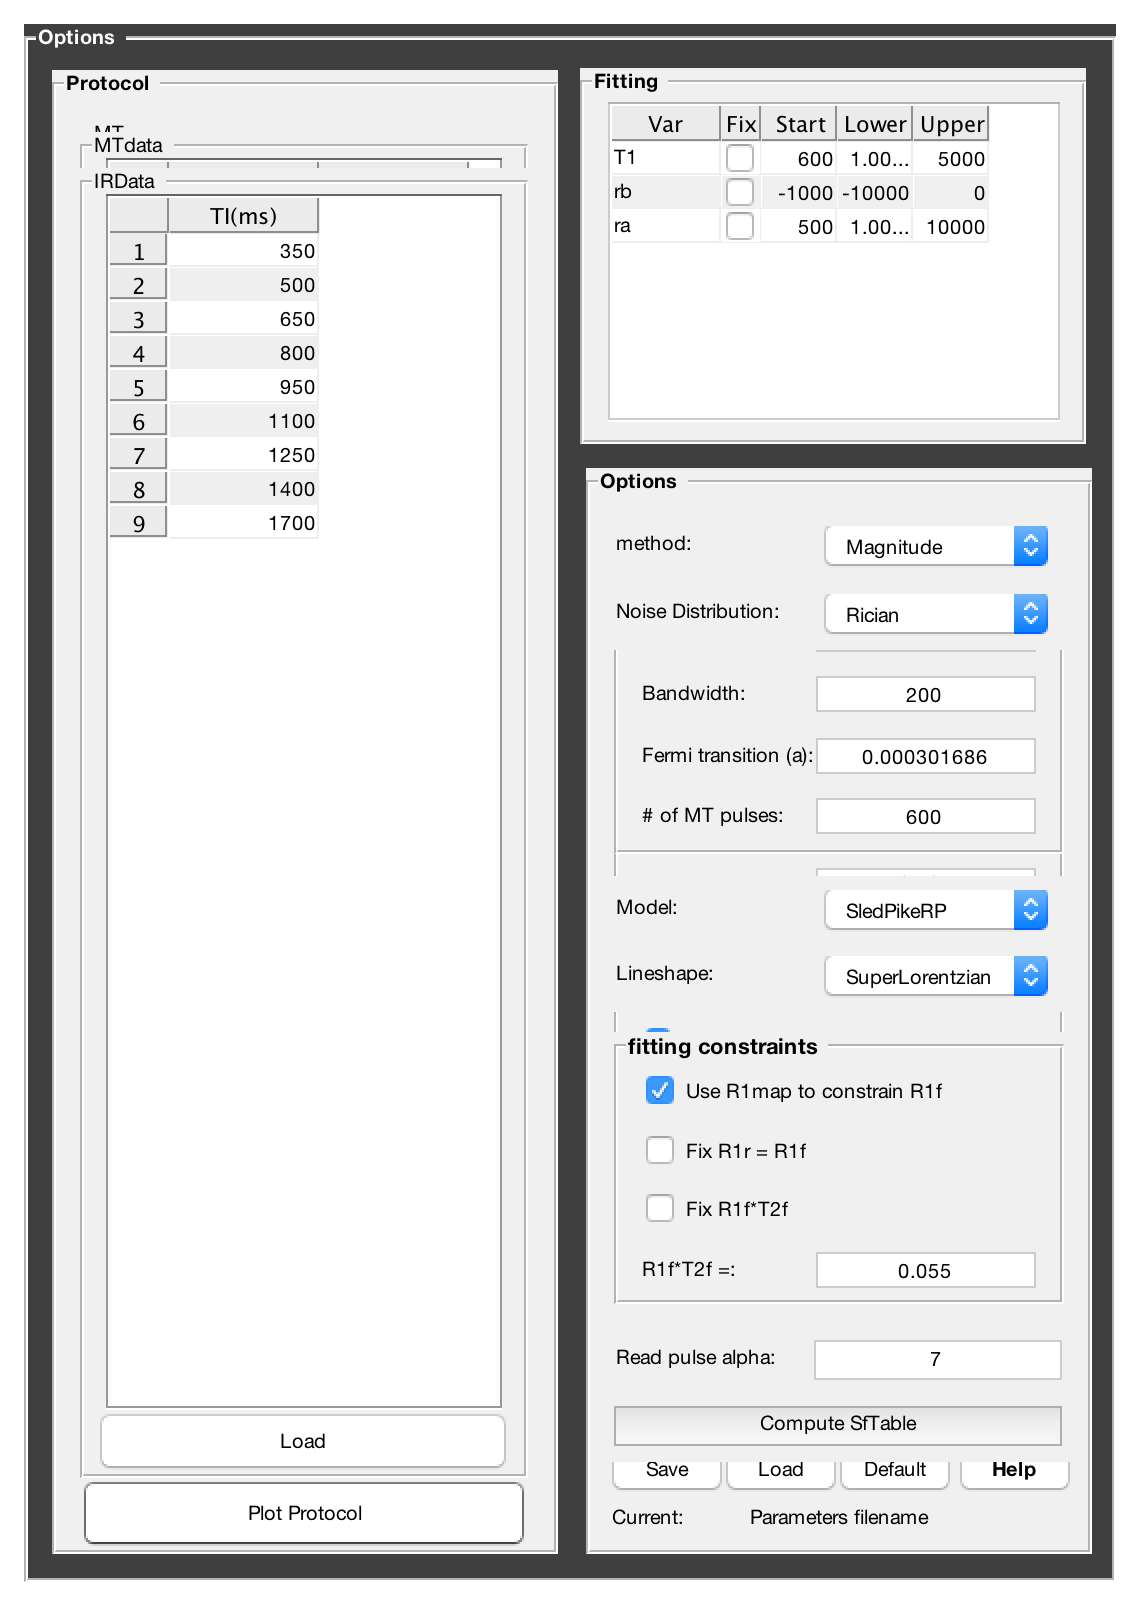 Options
Protocol
MT
MTdata
IRData
TI(ms)
1 350
2 500
3 650
4 800
5 950
6 1100
7 1250
8 1400
9 1700
Load
Plot Protocol
Fitting
Var Fix Start Lower Upper
T1 600 1.00... 5000
rb -1000 -10000 0
ra 500 1.00... 10000
Options
method: Magnitude
Noise Distribution: Rician
Bandwidth: 200
Fermi transition (a): 0.000301686
# of MT pulses: 600
Model: SledPikeRP
Lineshape: SuperLorentzian
fitting constraints
Use R1map to constrain R1f
Fix R1r = R1f
Fix R1f*T2f
R1f*T2f =: 0.055
Read pulse alpha: 7
Compute SfTable
Save Load Default Help
Current: Parameters filename